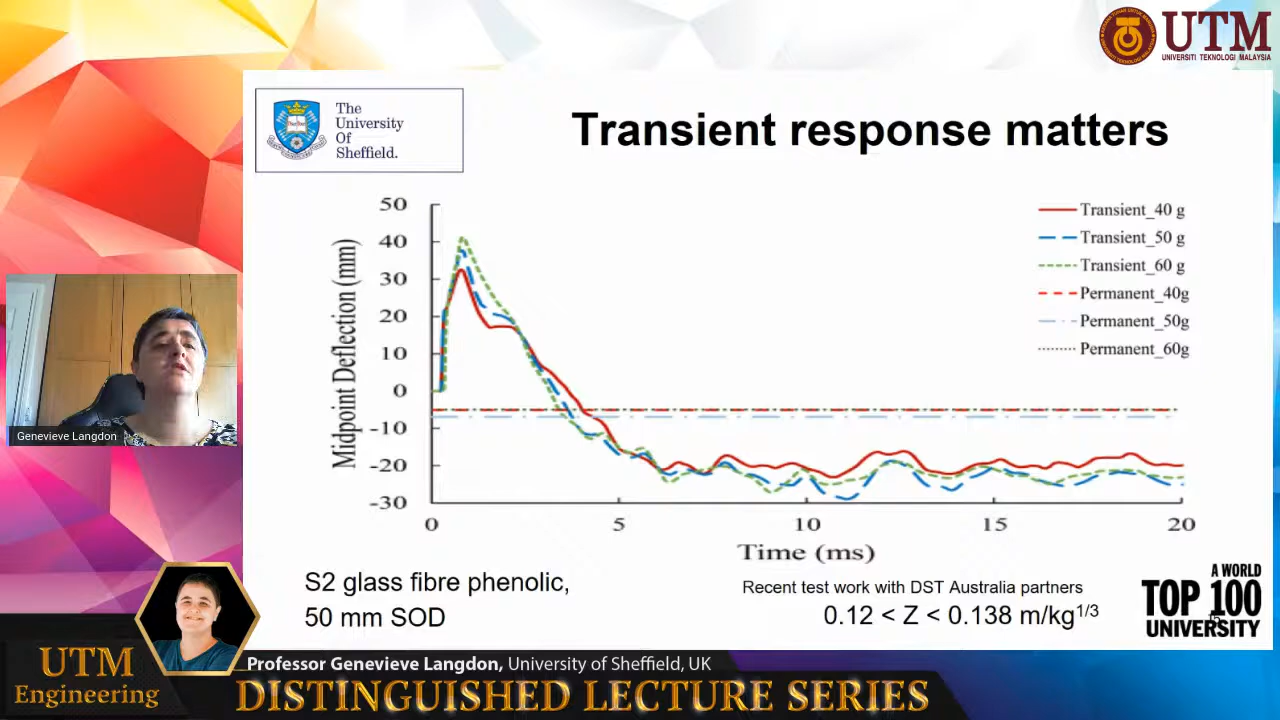 UTM
UNIVERSITI TEKNOLOGI MALAYSIA
The
University
Of
Sheffield.
Transient response matters
50
40
30
20
10
0
-10
-20
-30
Midpoint Deflection (mm)
Transient_40 g
Transient_50 g
Transient_60 g
Permanent_40g
Permanent_50g
Permanent_60g
0 5 10 15 20
Time (ms)
Genevieve Langdon
S2 glass fibre phenolic,
50 mm SOD
Recent test work with DST Australia partners
0.12 < Z < 0.138 m/kg1/3
A WORLD
TOP 100
UNIVERSITY
UTM
Engineering
Professor Genevieve Langdon, University of Sheffield, UK
DISTINGUISHED LECTURE SERIES